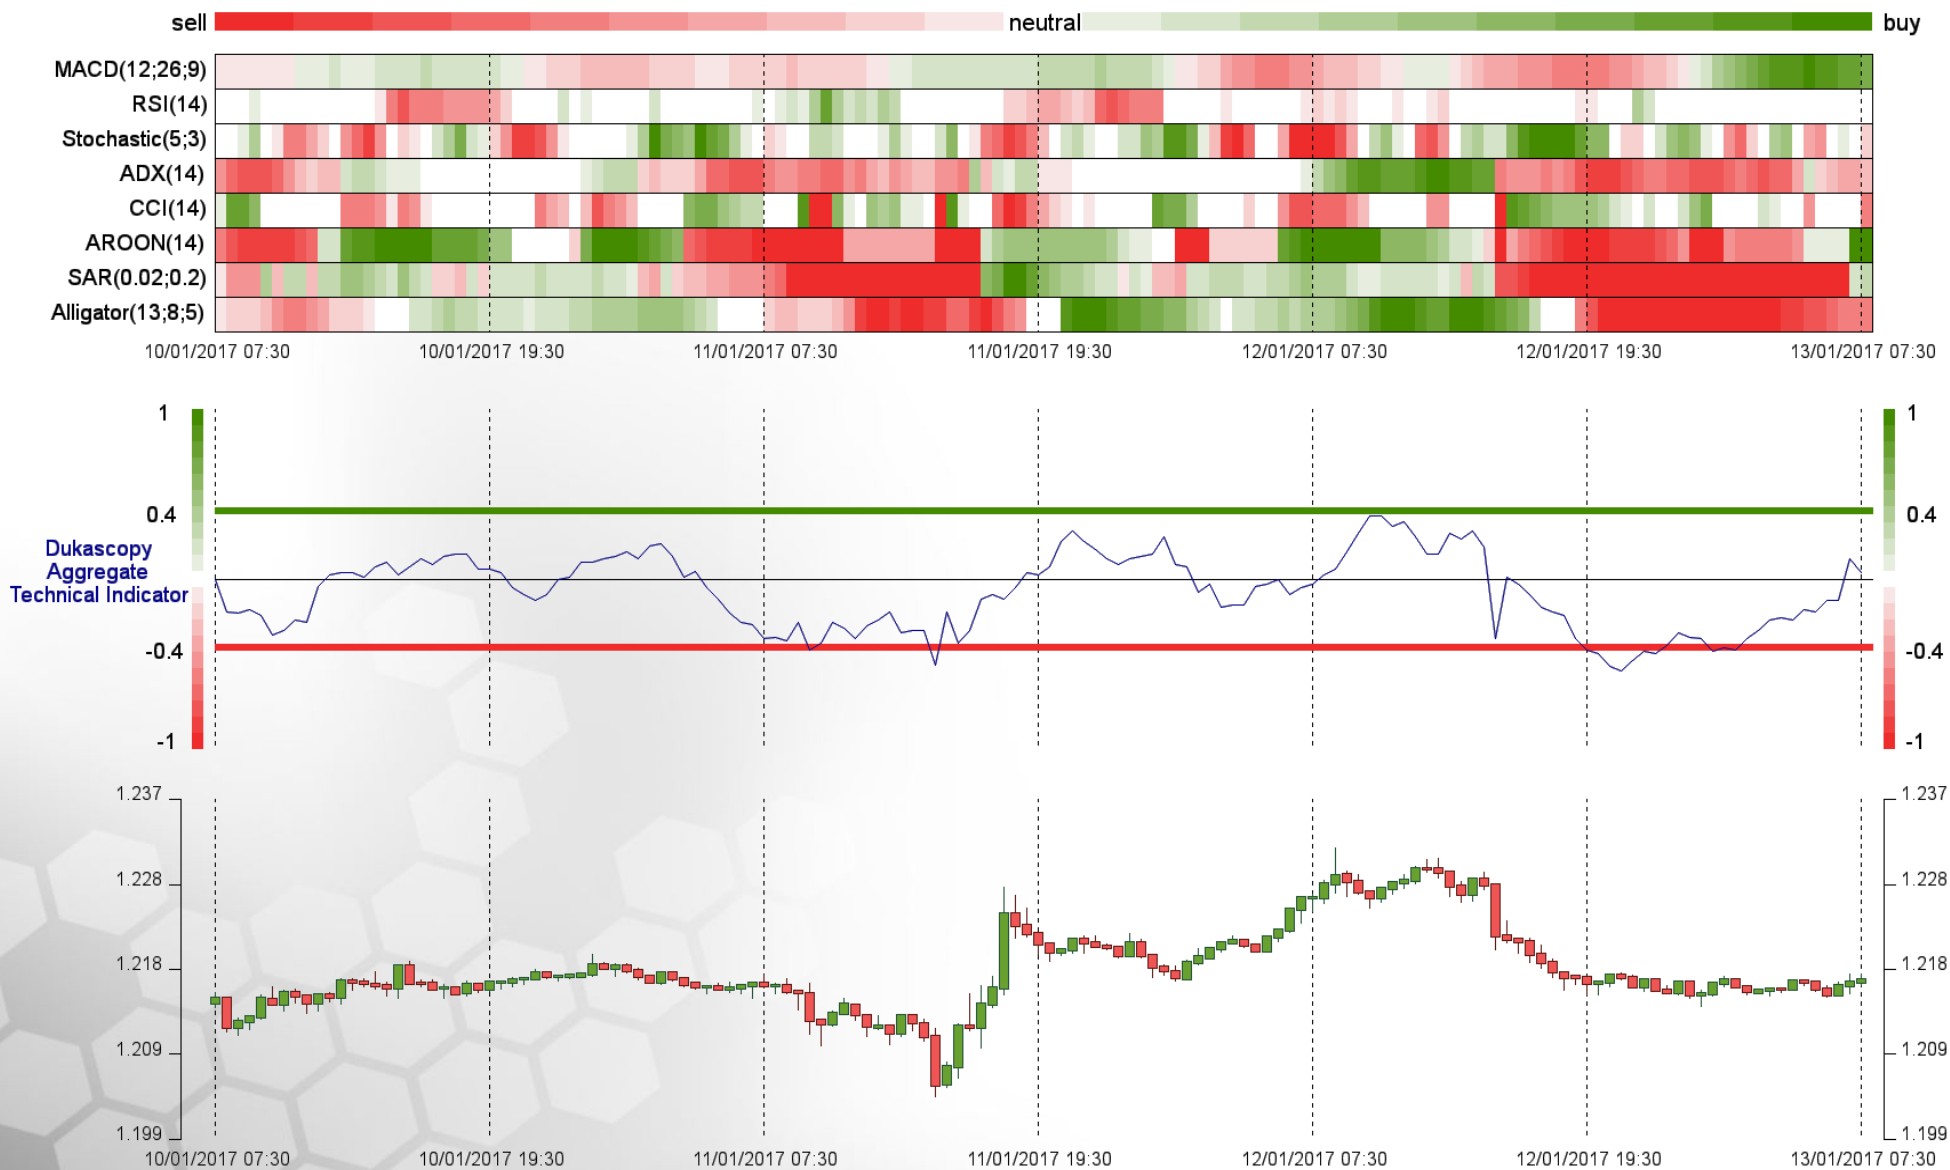 sell neutral buy
MACD(12;26;9)
RSI(14)
Stochastic(5;3)
ADX(14)
CCI(14)
AROON(14)
SAR(0.02;0.2)
Alligator(13;8;5)
10/01/2017 07:30 10/01/2017 19:30 11/01/2017 07:30 11/01/2017 19:30 12/01/2017 07:30 12/01/2017 19:30 13/01/2017 07:30
1 1
0.4 0.4
Dukascopy
Aggregate
Technical Indicator
-0.4 -0.4
-1 -1
1.237 1.237
1.228 1.228
1.218 1.218
1.209 1.209
1.199 1.199
10/01/2017 07:30 10/01/2017 19:30 11/01/2017 07:30 11/01/2017 19:30 12/01/2017 07:30 12/01/2017 19:30 13/01/2017 07:30